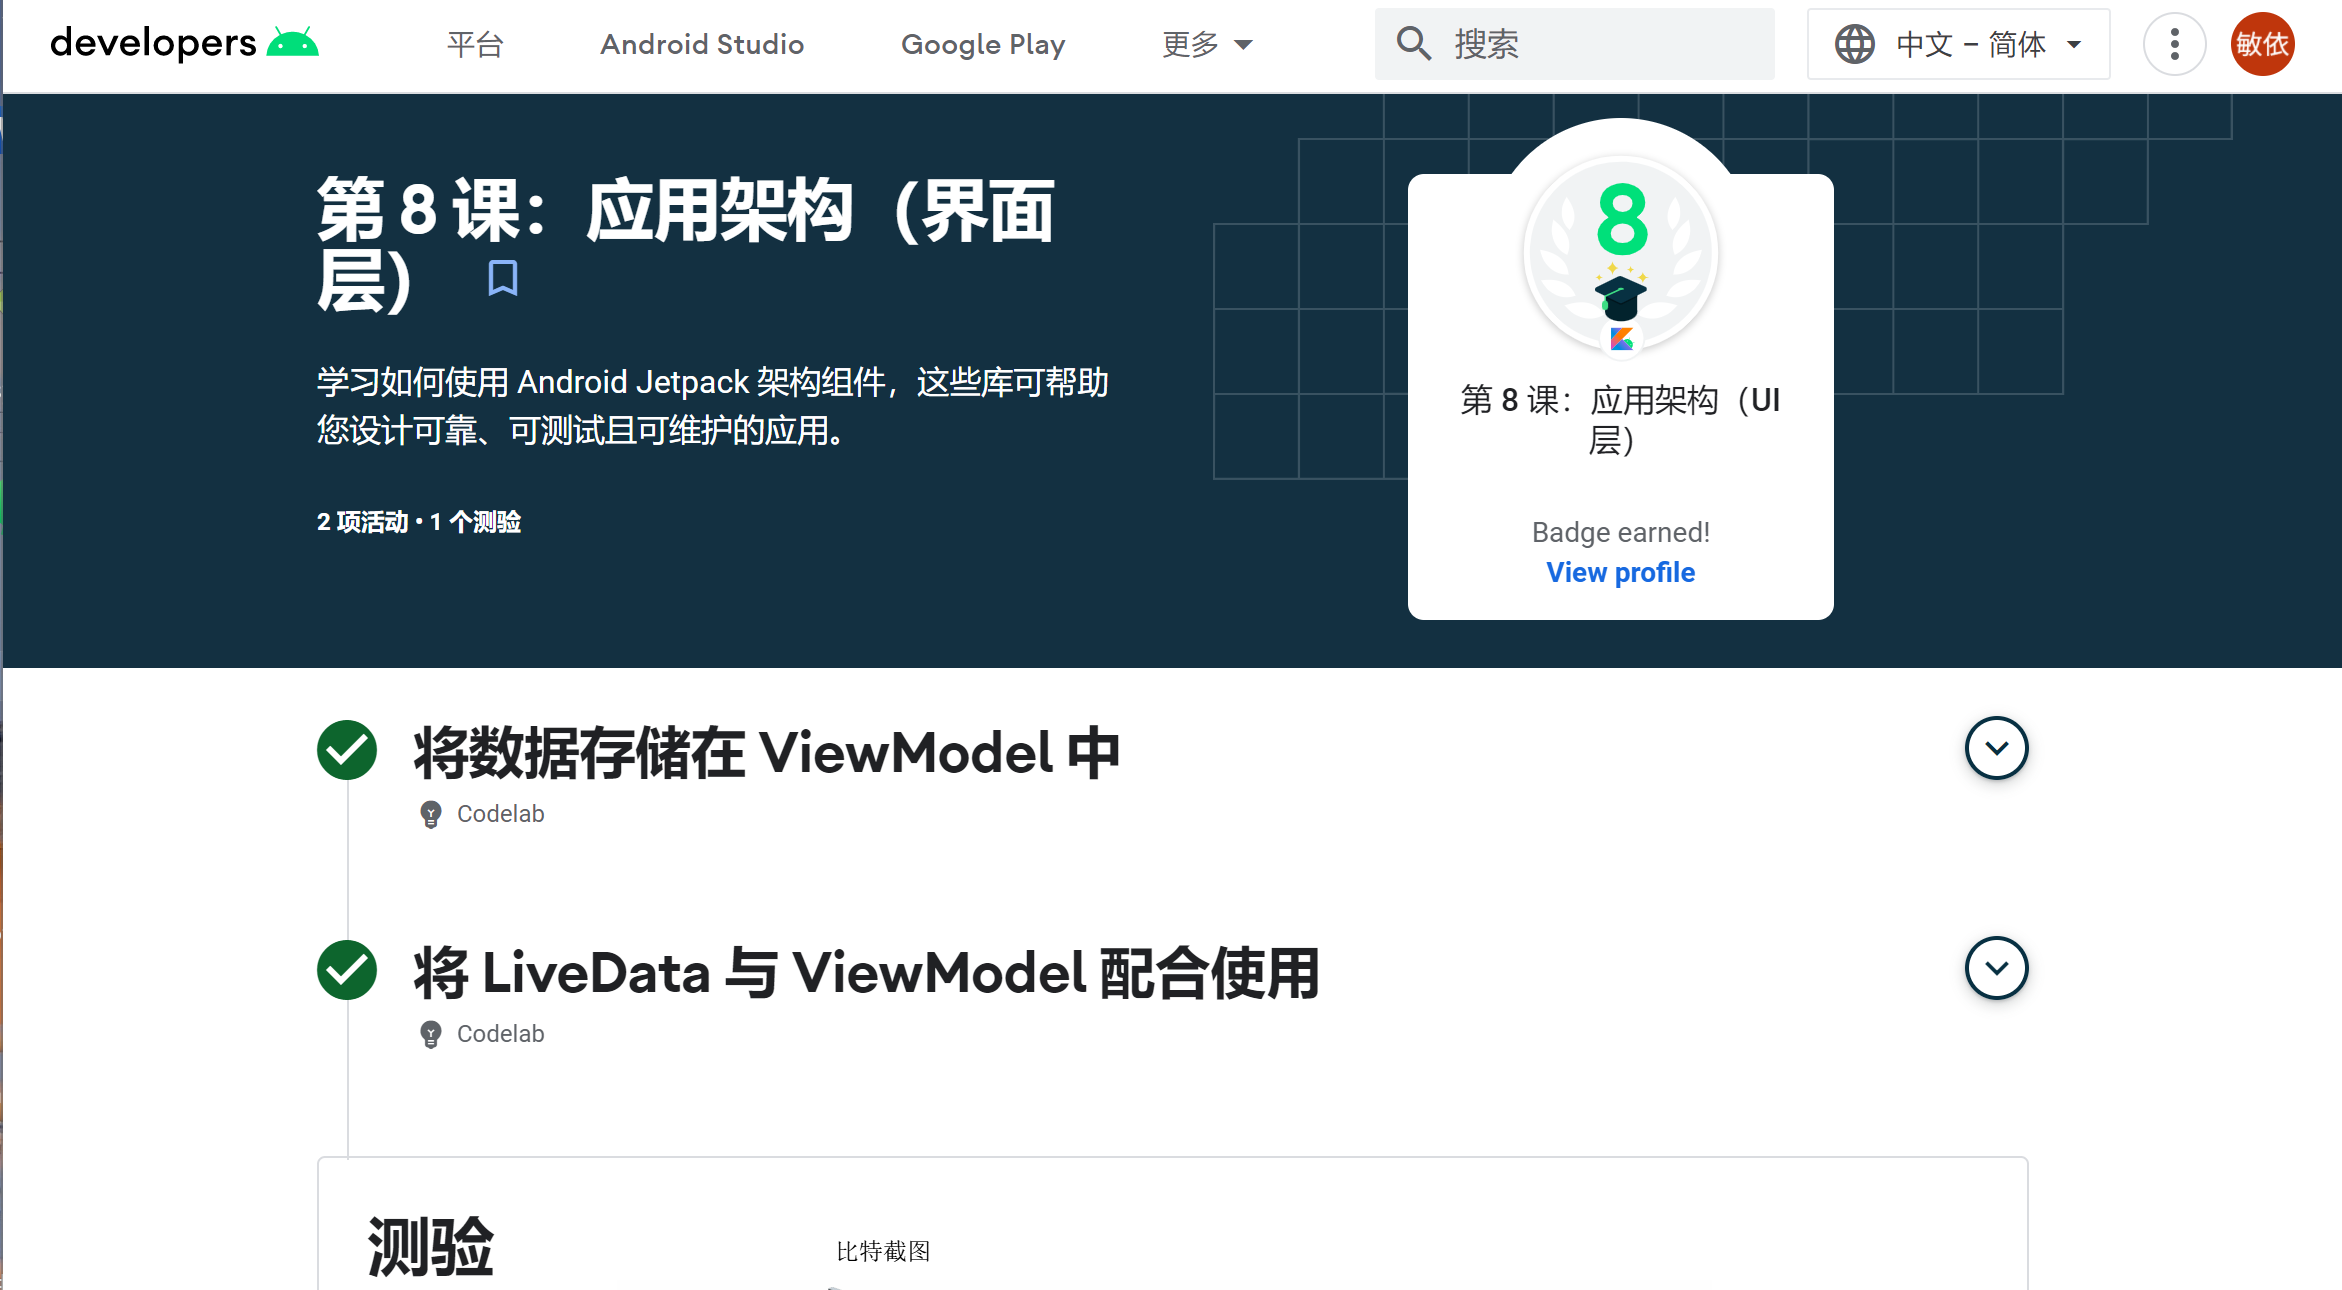 developers
平台
Android Studio
Google Play
更多
搜索
中文 – 简体
敏依
第 8 课：应用架构（界面
层）
学习如何使用 Android Jetpack 架构组件，这些库可帮助
您设计可靠、可测试且可维护的应用。
2 项活动 • 1 个测验
8
第 8 课：应用架构（UI
层）
Badge earned!
View profile
将数据存储在 ViewModel 中
Codelab
将 LiveData 与 ViewModel 配合使用
Codelab
测验
比特截图